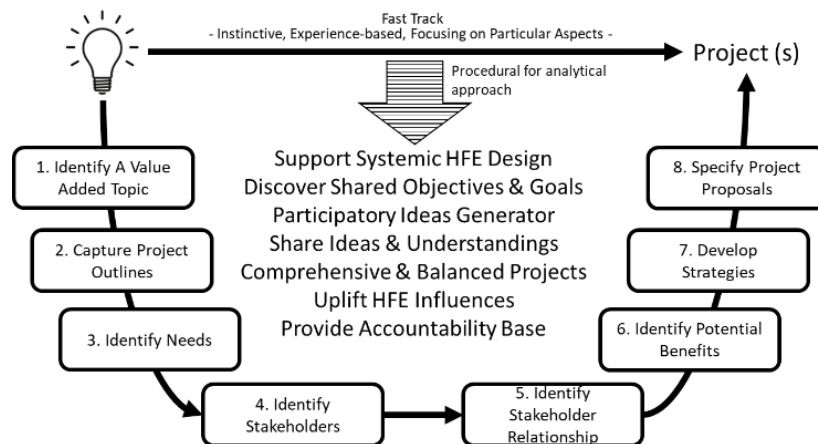 Fast Track
- Instinctive, Experience-based, Focusing on Particular Aspects -
Project (s)
Procedural for analytical
approach
1. Identify A Value
Added Topic
2. Capture Project
Outlines
3. Identify Needs
4. Identify
Stakeholders
5. Identify
Stakeholder
Relationship
6. Identify Potential
Benefits
7. Develop
Strategies
8. Specify Project
Proposals
Support Systemic HFE Design
Discover Shared Objectives & Goals
Participatory Ideas Generator
Share Ideas & Understandings
Comprehensive & Balanced Projects
Uplift HFE Influences
Provide Accountability Base